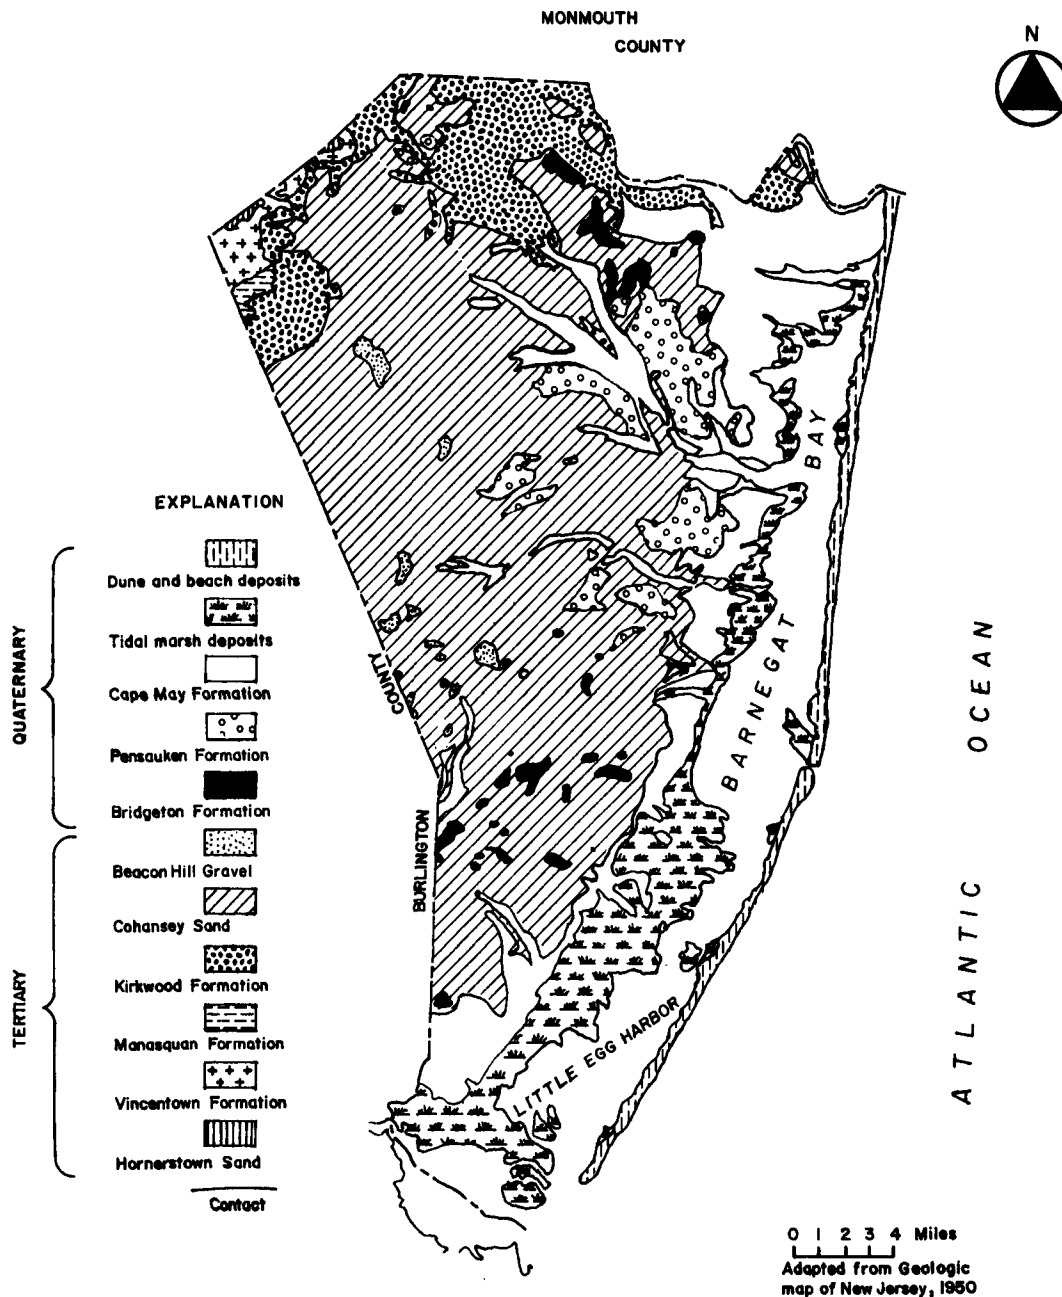 MONMOUTH
COUNTY
N
EXPLANATION
QUATERNARY
Dune and beach deposits
Tidal marsh deposits
Cape May Formation
Pensauken Formation
Bridgeton Formation
TERTIARY
Beacon Hill Gravel
Cohansey Sand
Kirkwood Formation
Manasquan Formation
Vincentown Formation
Hornerstown Sand
Contact
BURLINGTON
COUNTY
BARNEGAT
BAY
LITTLE EGG HARBOR
ATLANTIC
OCEAN
0 1 2 3 4 Miles
Adapted from Geologic
map of New Jersey, 1950